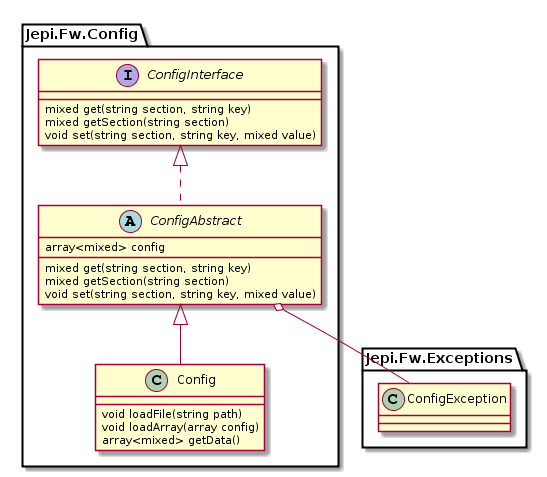 Jepi.Fw.Config
I ConfigInterface
mixed get(string section, string key)
mixed getSection(string section)
void set(string section, string key, mixed value)
A ConfigAbstract
array<mixed> config
mixed get(string section, string key)
mixed getSection(string section)
void set(string section, string key, mixed value)
C Config
void loadFile(string path)
void loadArray(array config)
array<mixed> getData()
Jepi.Fw.Exceptions
C ConfigException